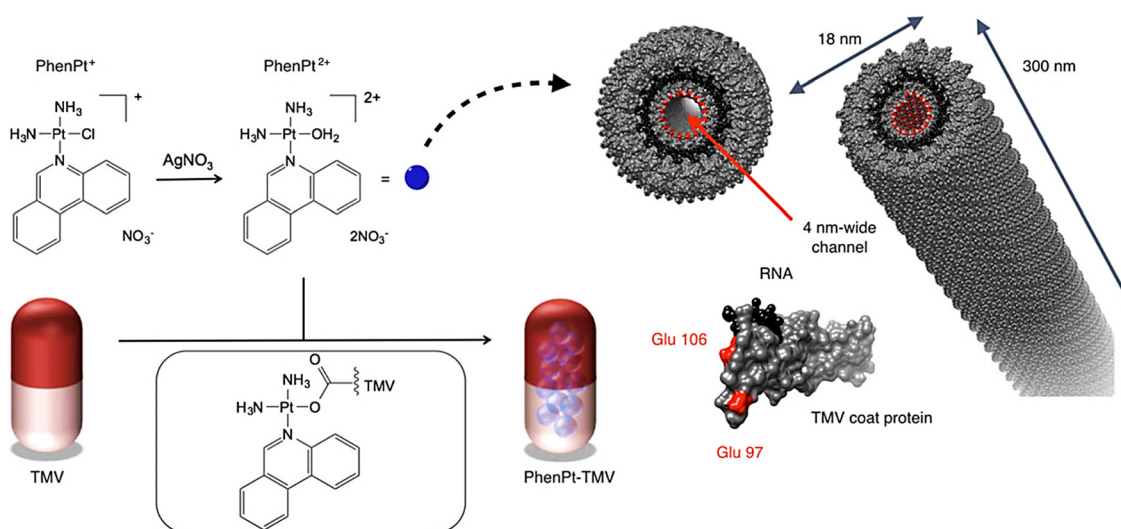 PhenPt+
+
NH3
H3N Pt Cl
N
NO3-
AgNO3
PhenPt2+
2+
NH3
H3N Pt OH2
N
2NO3-
=
18 nm
300 nm
4 nm-wide
channel
RNA
Glu 106
Glu 97
TMV coat protein
TMV
O
NH3
TMV
H3N Pt O
N
PhenPt-TMV